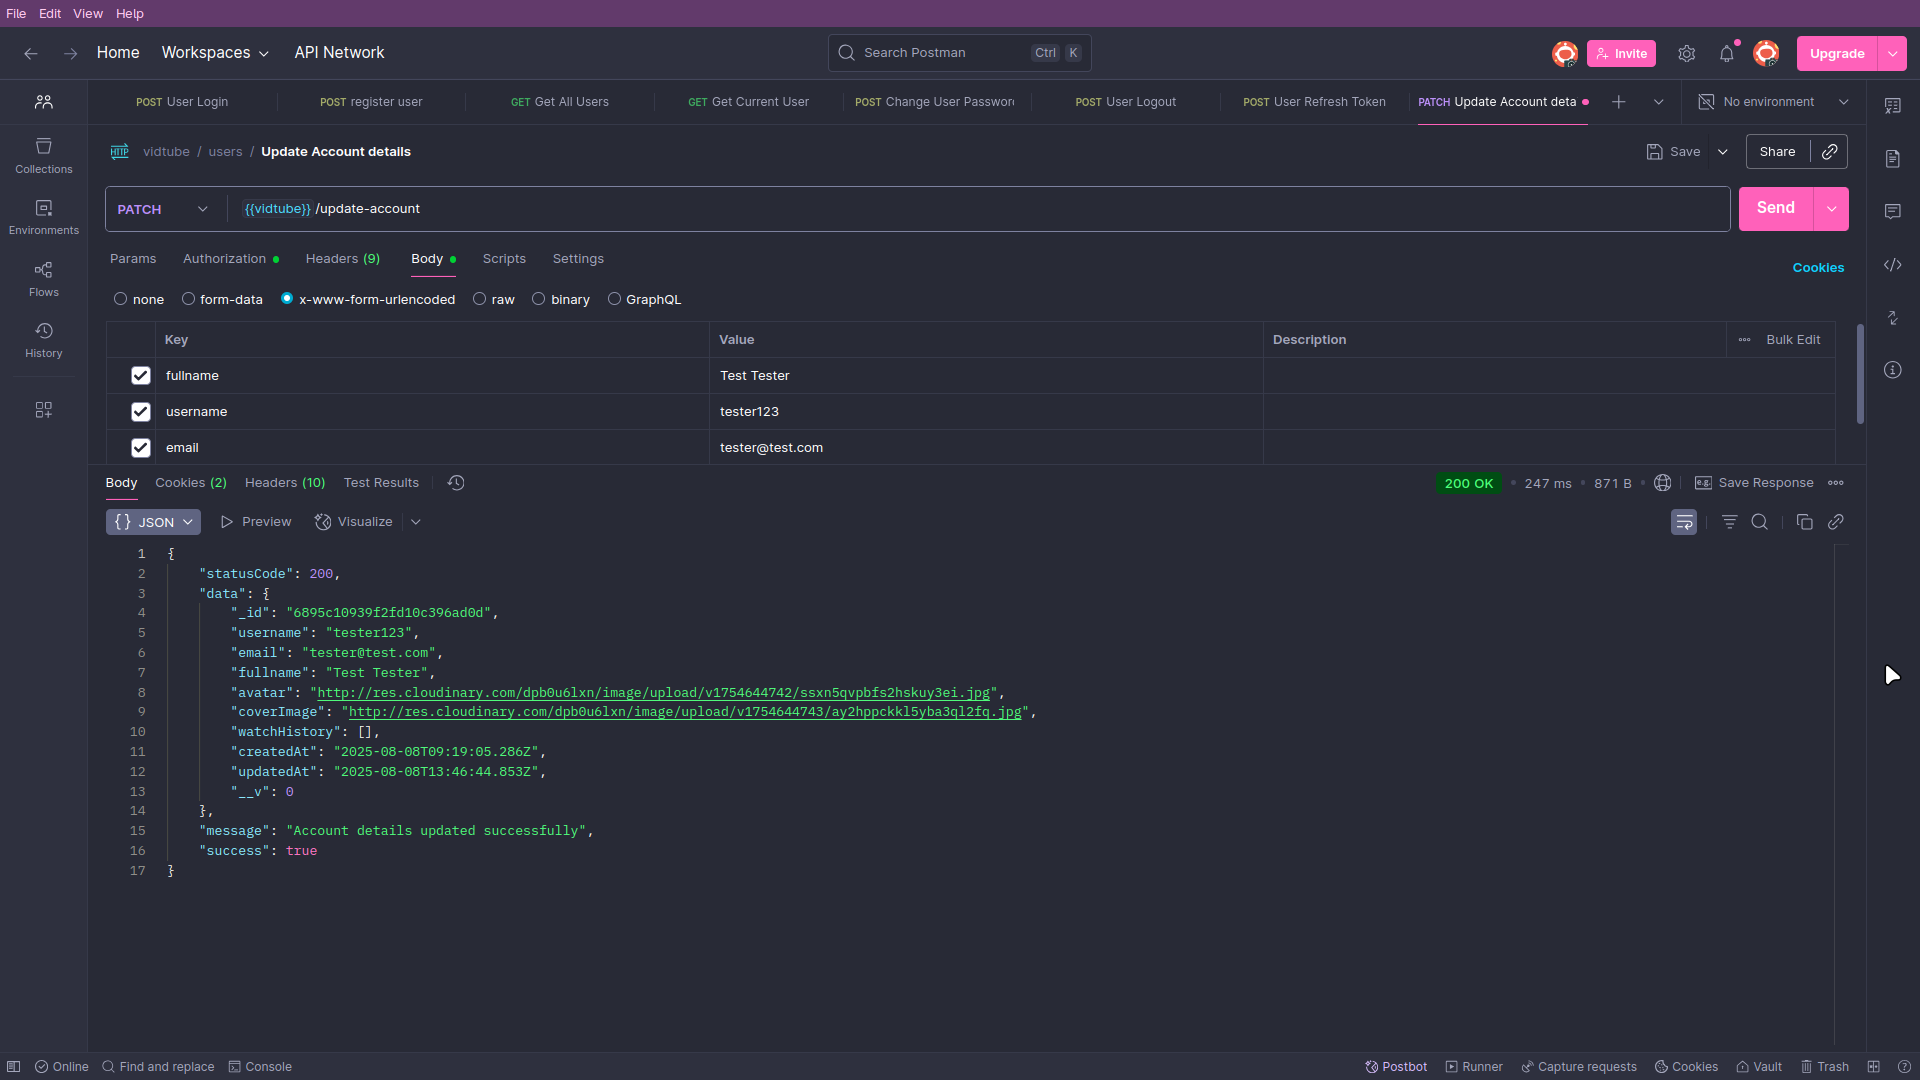 File Edit View Help
Home Workspaces API Network Search Postman Ctrl K Invite Upgrade
POST User Login POST register user GET Get All Users GET Get Current User POST Change User Password POST User Logout POST User Refresh Token PATCH Update Account deta No environment
HTTP vidtube / users / Update Account details Save Share
PATCH {{vidtube}} /update-account Send
Params Authorization Headers (9) Body Scripts Settings Cookies
none form-data x-www-form-urlencoded raw binary GraphQL
Key Value Description Bulk Edit
fullname Test Tester
username tester123
email tester@test.com
Collections
Environments
Flows
History
Body Cookies (2) Headers (10) Test Results 200 OK 247 ms 871 B e.g. Save Response
{} JSON Preview Visualize
1 {
2 "statusCode": 200,
3 "data": {
4 "_id": "6895c10939f2fd10c396ad0d",
5 "username": "tester123",
6 "email": "tester@test.com",
7 "fullname": "Test Tester",
8 "avatar": "http://res.cloudinary.com/dpb0u6lxn/image/upload/v1754644742/ssxn5qvpbfs2hskuy3ei.jpg",
9 "coverImage": "http://res.cloudinary.com/dpb0u6lxn/image/upload/v1754644743/ay2hppckkl5yba3ql2fq.jpg",
10 "watchHistory": [],
11 "createdAt": "2025-08-08T09:19:05.286Z",
12 "updatedAt": "2025-08-08T13:46:44.853Z",
13 "__v": 0
14 },
15 "message": "Account details updated successfully",
16 "success": true
17 }
Online Find and replace Console Postbot Runner Capture requests Cookies Vault Trash